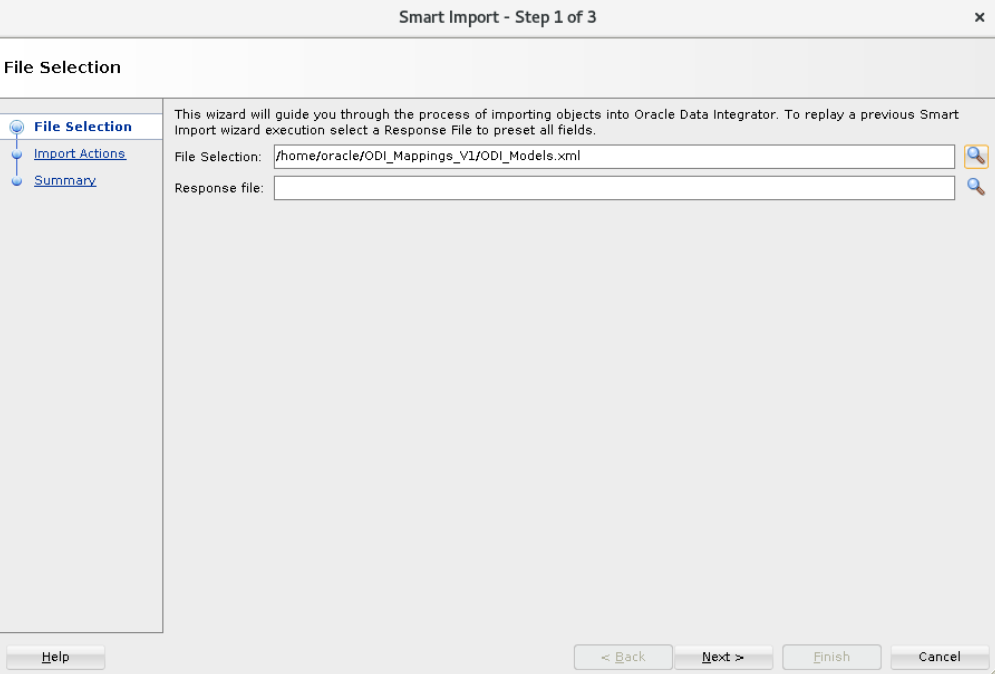 Smart Import - Step 1 of 3
File Selection
File Selection
Import Actions
Summary
This wizard will guide you through the process of importing objects into Oracle Data Integrator. To replay a previous Smart
Import wizard execution select a Response File to preset all fields.
File Selection: /home/oracle/ODI_Mappings_V1/ODI_Models.xml
Response file:
Help
< Back
Next >
Finish
Cancel